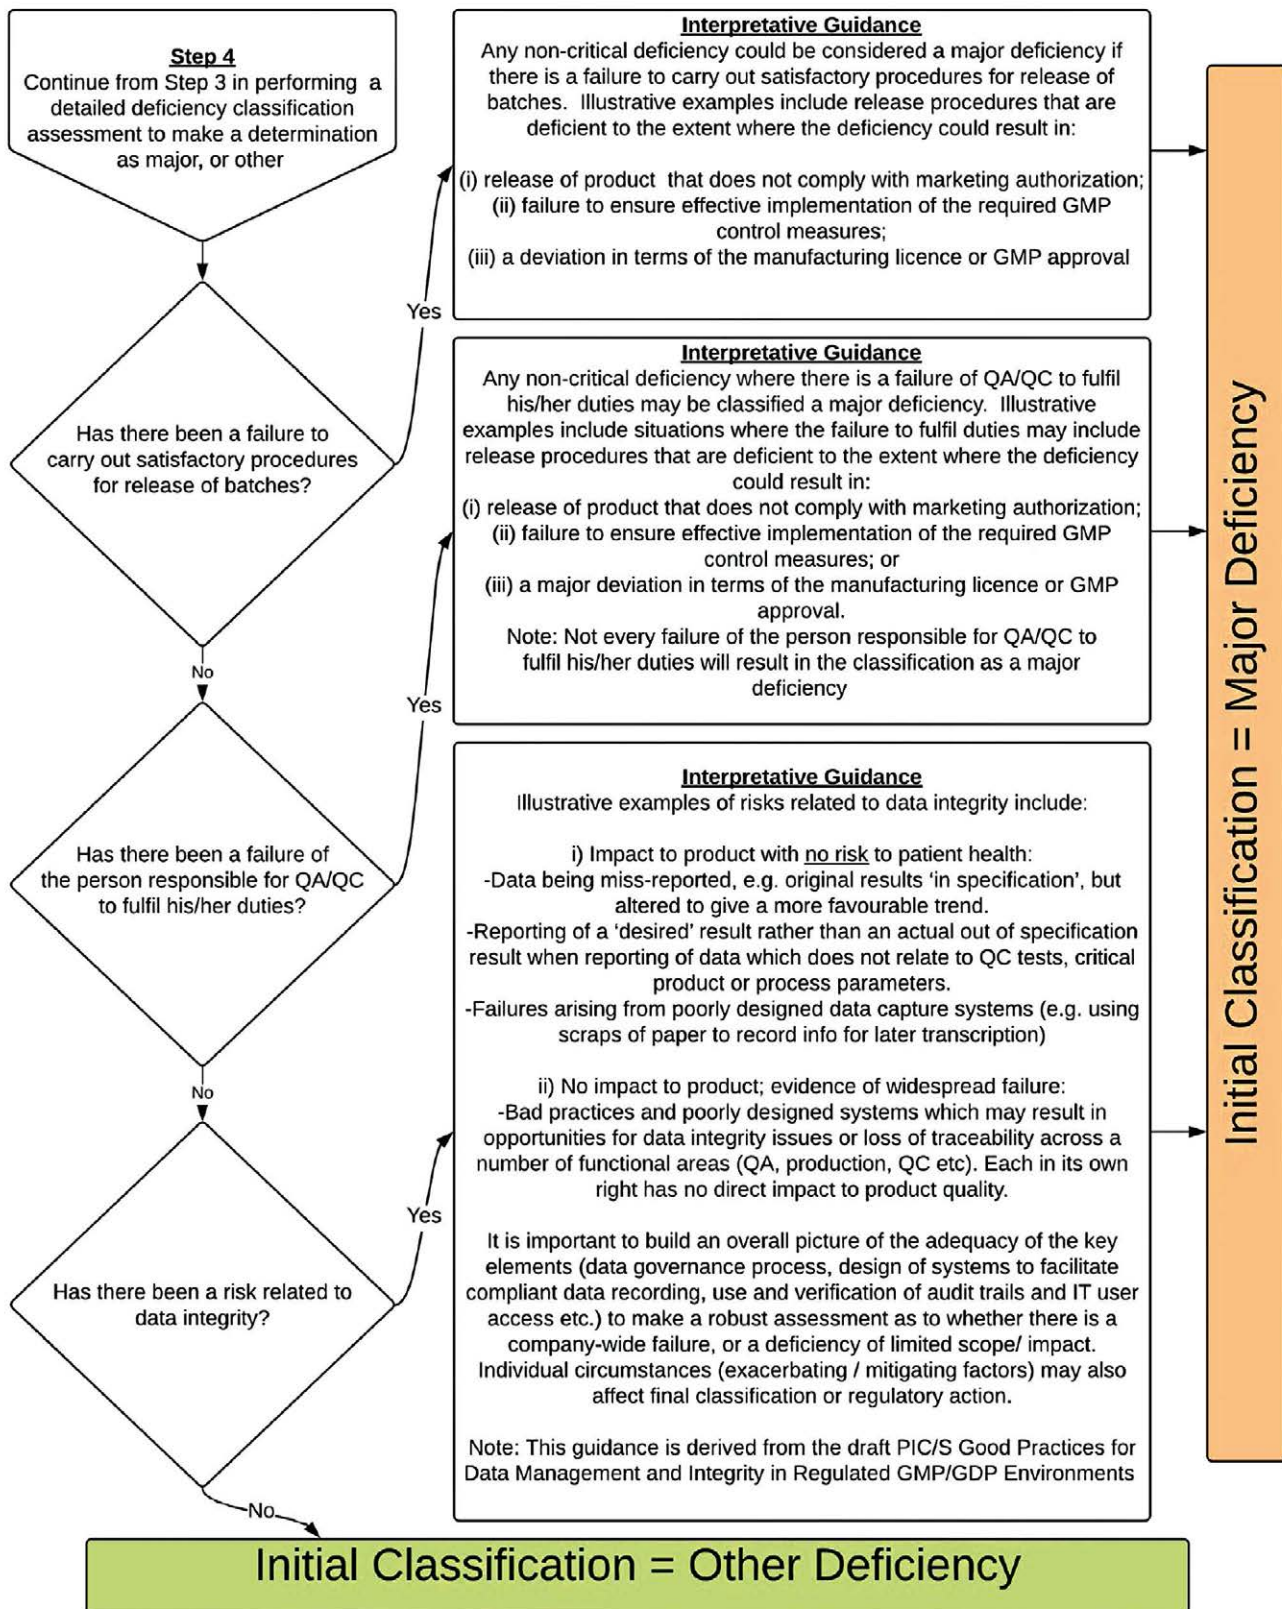 Step 4
Continue from Step 3 in performing a
detailed deficiency classification
assessment to make a determination
as major, or other
Interpretative Guidance
Any non-critical deficiency could be considered a major deficiency if
there is a failure to carry out satisfactory procedures for release of
batches. Illustrative examples include release procedures that are
deficient to the extent where the deficiency could result in:
(i) release of product that does not comply with marketing authorization;
(ii) failure to ensure effective implementation of the required GMP
control measures;
(iii) a deviation in terms of the manufacturing licence or GMP approval
Yes
Has there been a failure to
carry out satisfactory procedures
for release of batches?
No
Interpretative Guidance
Any non-critical deficiency where there is a failure of QA/QC to fulfil
his/her duties may be classified a major deficiency. Illustrative
examples include situations where the failure to fulfil duties may include
release procedures that are deficient to the extent where the deficiency
could result in:
(i) release of product that does not comply with marketing authorization;
(ii) failure to ensure effective implementation of the required GMP
control measures; or
(iii) a major deviation in terms of the manufacturing licence or GMP
approval.
Note: Not every failure of the person responsible for QA/QC to
fulfil his/her duties will result in the classification as a major
deficiency
Yes
Has there been a failure of
the person responsible for QA/QC
to fulfil his/her duties?
No
Interpretative Guidance
Illustrative examples of risks related to data integrity include:
i) Impact to product with no risk to patient health:
-Data being miss-reported, e.g. original results ‘in specification’, but
altered to give a more favourable trend.
-Reporting of a ‘desired’ result rather than an actual out of specification
result when reporting of data which does not relate to QC tests, critical
product or process parameters.
-Failures arising from poorly designed data capture systems (e.g. using
scraps of paper to record info for later transcription)
ii) No impact to product; evidence of widespread failure:
-Bad practices and poorly designed systems which may result in
opportunities for data integrity issues or loss of traceability across a
number of functional areas (QA, production, QC etc). Each in its own
right has no direct impact to product quality.
It is important to build an overall picture of the adequacy of the key
elements (data governance process, design of systems to facilitate
compliant data recording, use and verification of audit trails and IT user
access etc.) to make a robust assessment as to whether there is a
company-wide failure, or a deficiency of limited scope/ impact.
Individual circumstances (exacerbating / mitigating factors) may also
affect final classification or regulatory action.
Note: This guidance is derived from the draft PIC/S Good Practices for
Data Management and Integrity in Regulated GMP/GDP Environments
Yes
Has there been a risk related to
data integrity?
No
Initial Classification = Major Deficiency
Initial Classification = Other Deficiency